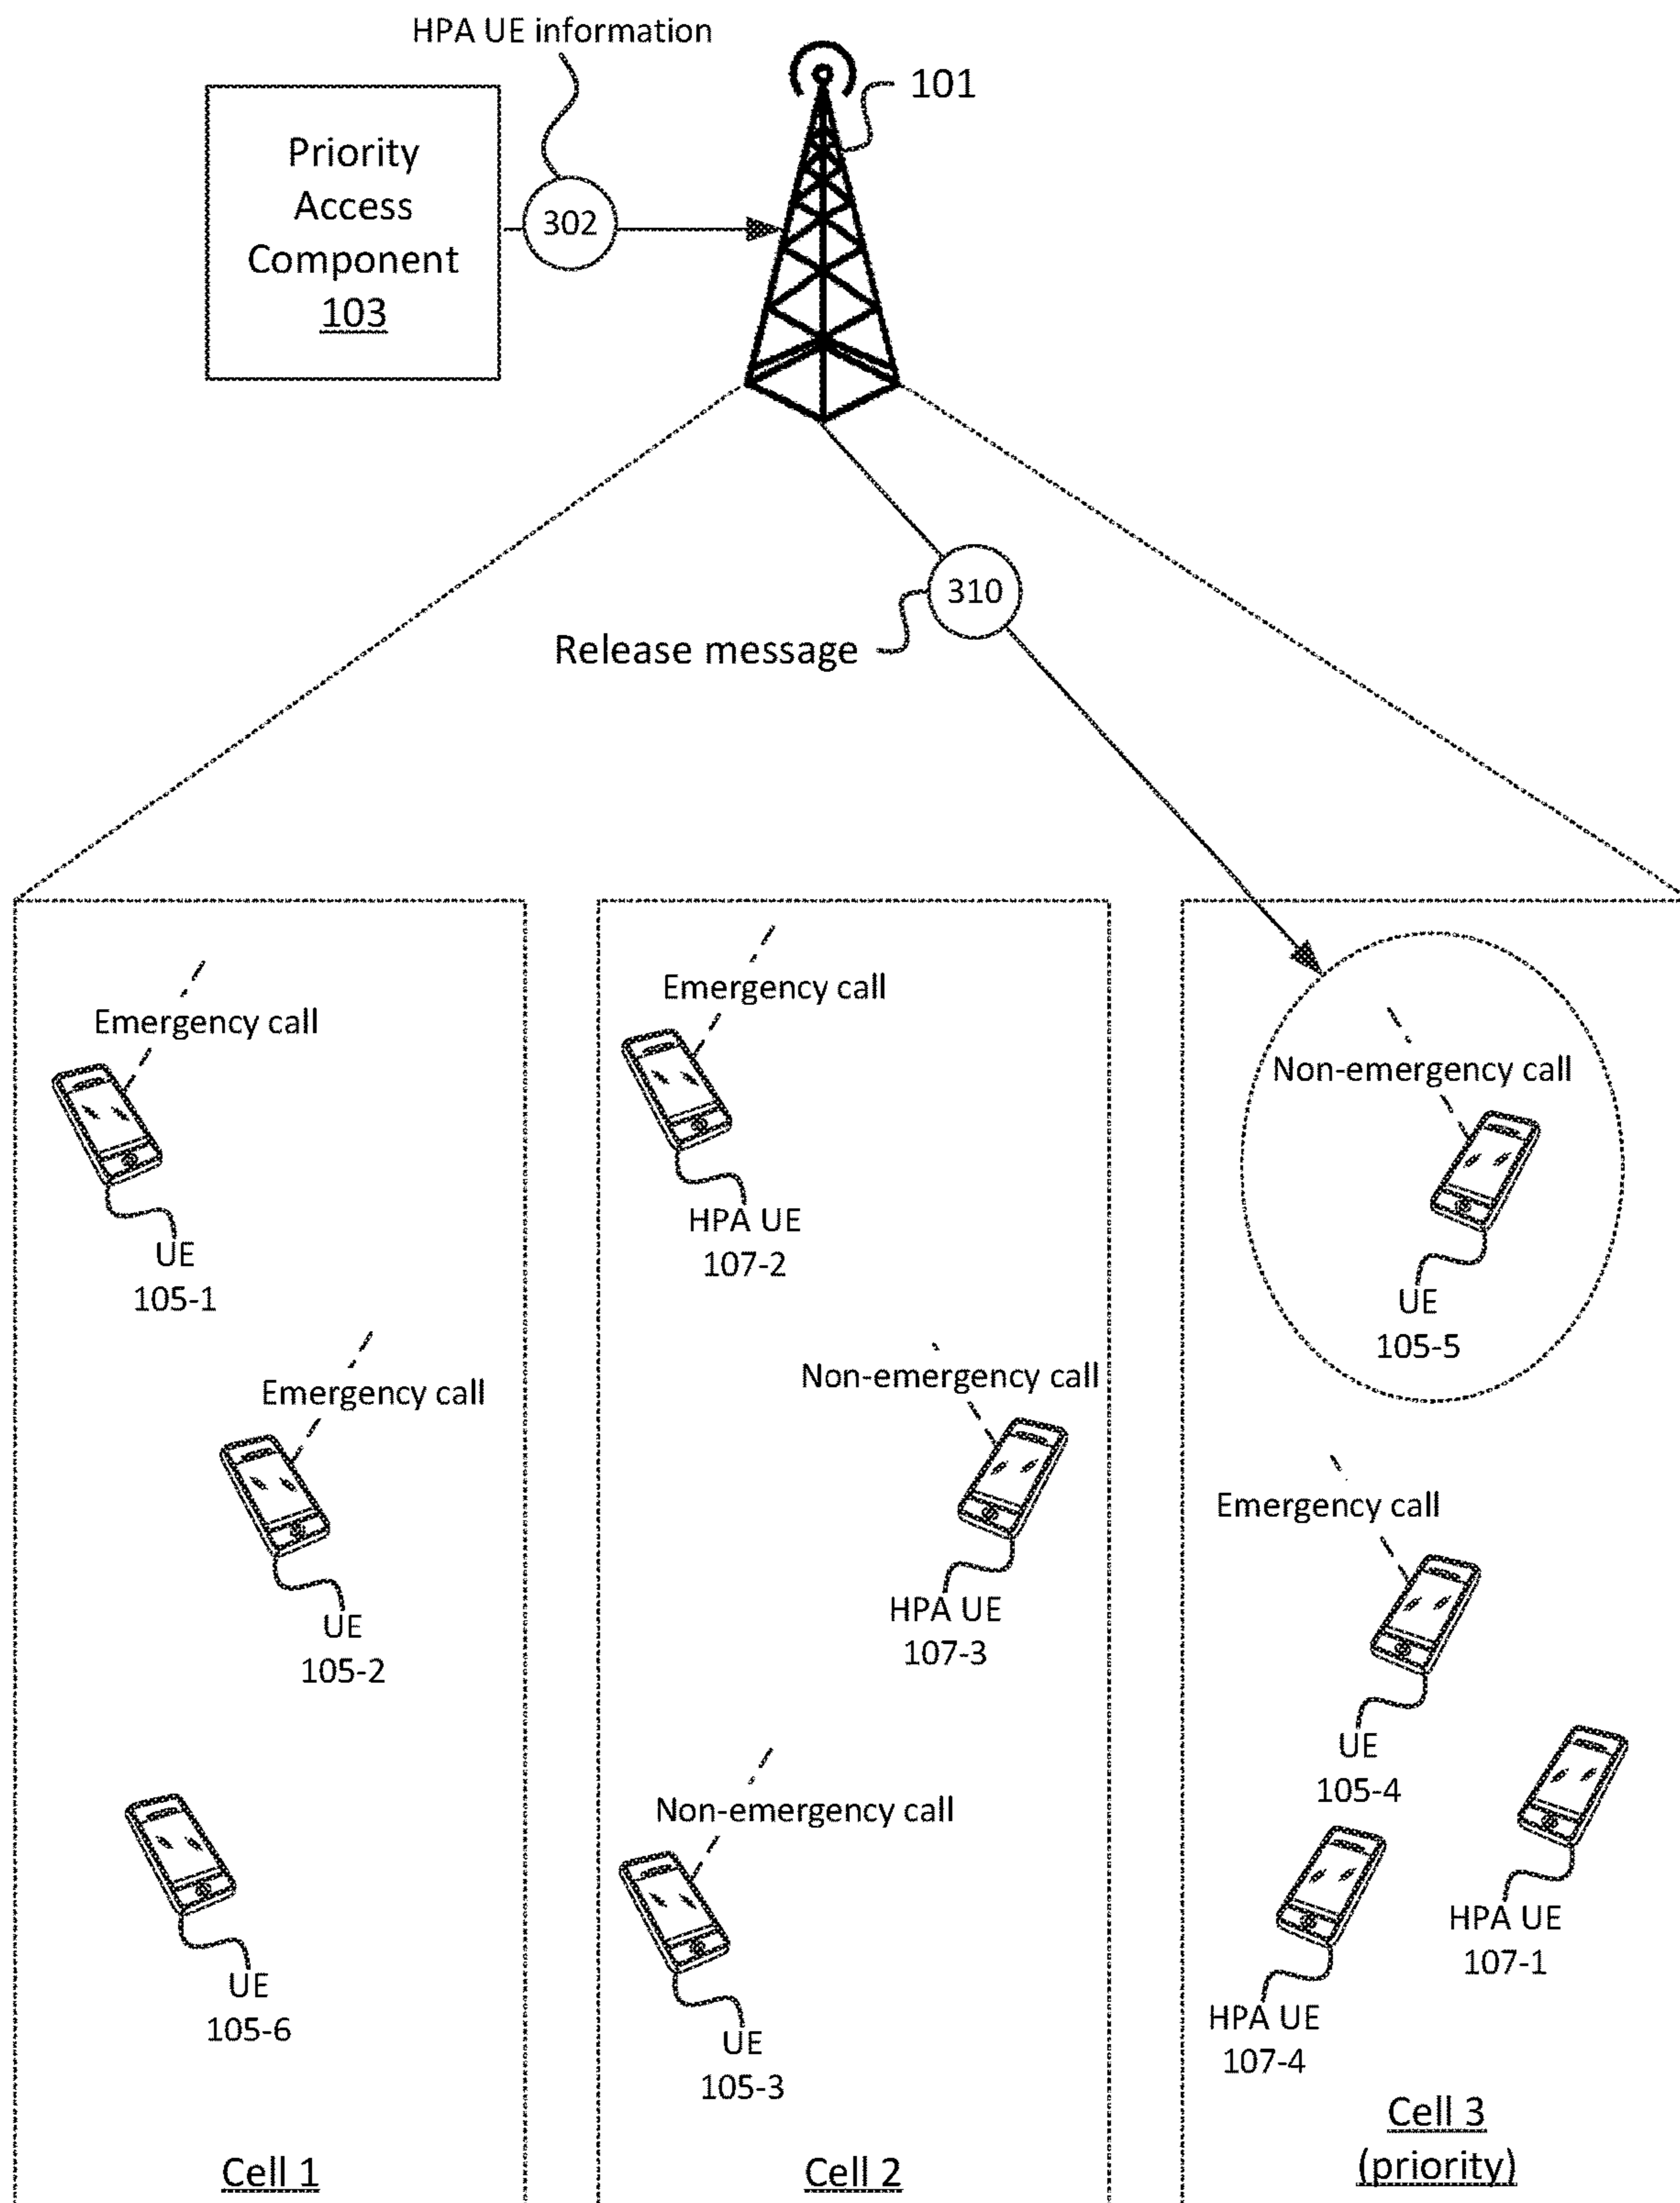 HPA UE information
101
Priority
Access
Component
103
302
310
Release message
Emergency call
UE
105-1
Emergency call
UE
105-2
UE
105-6
Cell 1
Emergency call
HPA UE
107-2
Non-emergency call
HPA UE
107-3
Non-emergency call
UE
105-3
Cell 2
Non-emergency call
UE
105-5
Emergency call
UE
105-4
HPA UE
107-1
HPA UE
107-4
Cell 3
(priority)